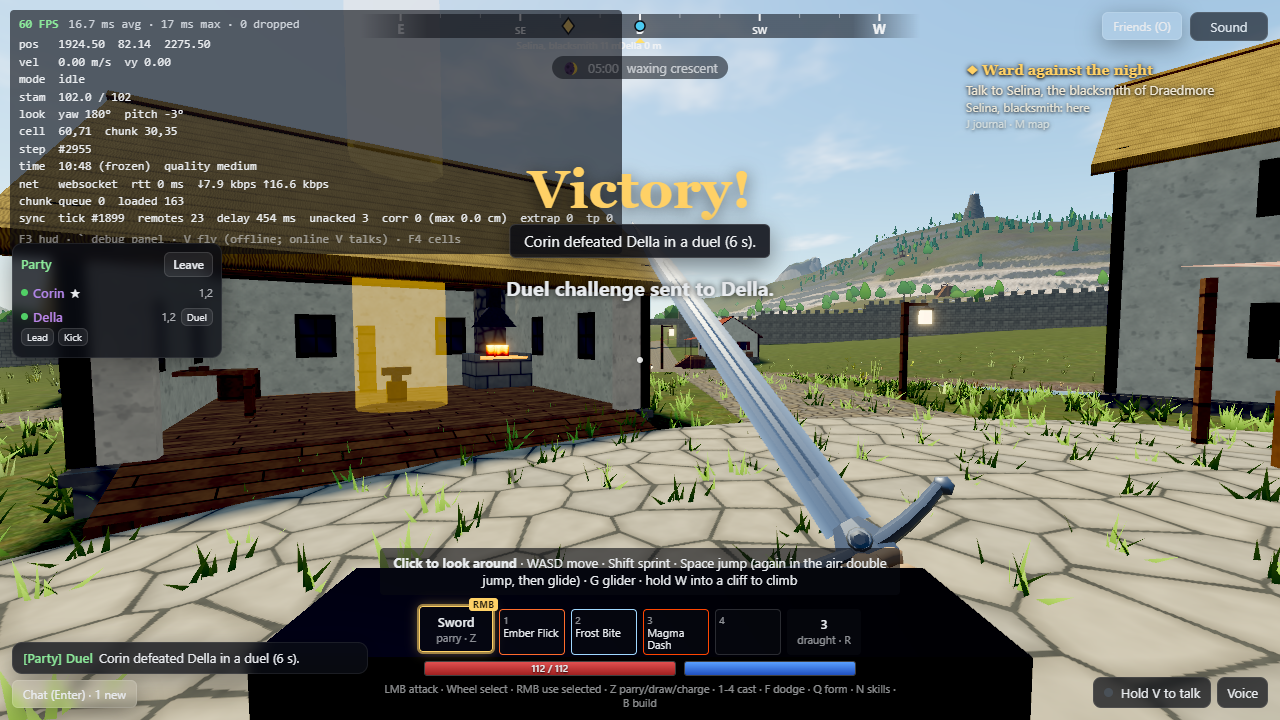 60 FPS 16.7 ms avg · 17 ms max · 0 dropped
pos 1924.50 82.14 2275.50
vel 0.00 m/s vy 0.00
mode idle
stam 102.0 / 102
look yaw 180° pitch -3°
cell 60,71 chunk 30,35
step #2955
time 10:48 (frozen) quality medium
net websocket rtt 0 ms ↓7.9 kbps ↑16.6 kbps
chunk queue 0 loaded 163
sync tick #1899 remotes 23 delay 454 ms unacked 3 corr 0 (max 0.0 cm) extrap 0 tp 0
F3 hud · ` debug panel · V fly (offline; online V talks) · F4 cells
E
SE
SW
W
Della 0 m
05:00 waxing crescent
Friends (O)
Sound
Ward against the night
Talk to Selina, the blacksmith of Draedmore
Selina, blacksmith: here
J journal · M map
Victory!
Corin defeated Della in a duel (6 s).
Duel challenge sent to Della.
Party
Leave
Corin ★ 1,2
Della 1,2 Duel
Lead Kick
Click to look around · WASD move · Shift sprint · Space jump (again in the air: double
jump, then glide) · G glider · hold W into a cliff to climb
RMB
Sword
parry · Z
1
Ember Flick
2
Frost Bite
3
Magma
Dash
4
3
draught · R
112 / 112
LMB attack · Wheel select · RMB use selected · Z parry/draw/charge · 1-4 cast · F dodge · Q form · N skills ·
B build
[Party] Duel Corin defeated Della in a duel (6 s).
Chat (Enter) · 1 new
Hold V to talk
Voice